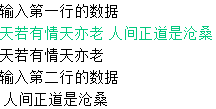 输入第一行的数据
天若有情天亦老 人间正道是沧桑
天若有情天亦老
输入第二行的数据
人间正道是沧桑